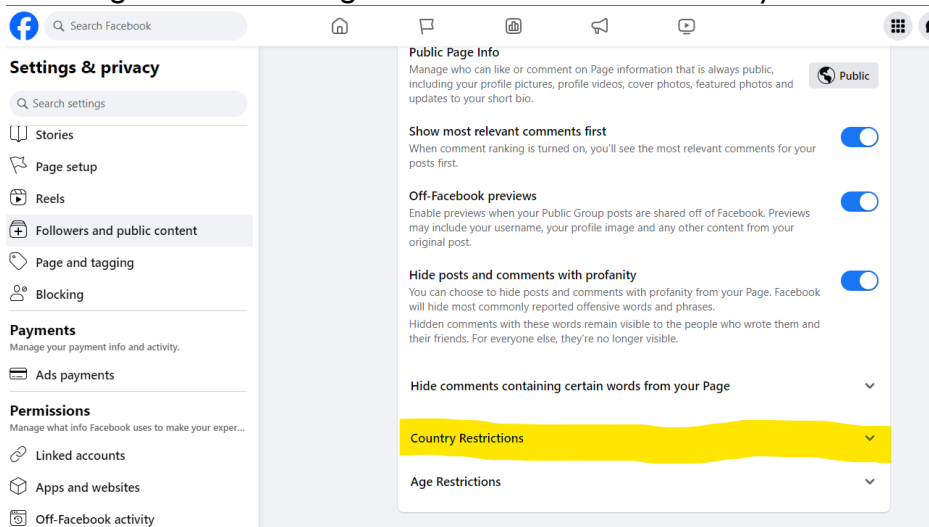 Search Facebook
Settings & privacy
Search settings
Stories
Page setup
Reels
Followers and public content
Page and tagging
Blocking
Payments
Manage your payment info and activity.
Ads payments
Permissions
Manage what info Facebook uses to make your exper...
Linked accounts
Apps and websites
Off-Facebook activity
Public Page Info
Manage who can like or comment on Page information that is always public,
including your profile pictures, profile videos, cover photos, featured photos and
updates to your short bio.
Public
Show most relevant comments first
When comment ranking is turned on, you'll see the most relevant comments for your
posts first.
Off-Facebook previews
Enable previews when your Public Group posts are shared off of Facebook. Previews
may include your username, your profile image and any other content from your
original post.
Hide posts and comments with profanity
You can choose to hide posts and comments with profanity from your Page. Facebook
will hide most commonly reported offensive words and phrases.
Hidden comments with these words remain visible to the people who wrote them and
their friends. For everyone else, they're no longer visible.
Hide comments containing certain words from your Page
Country Restrictions
Age Restrictions